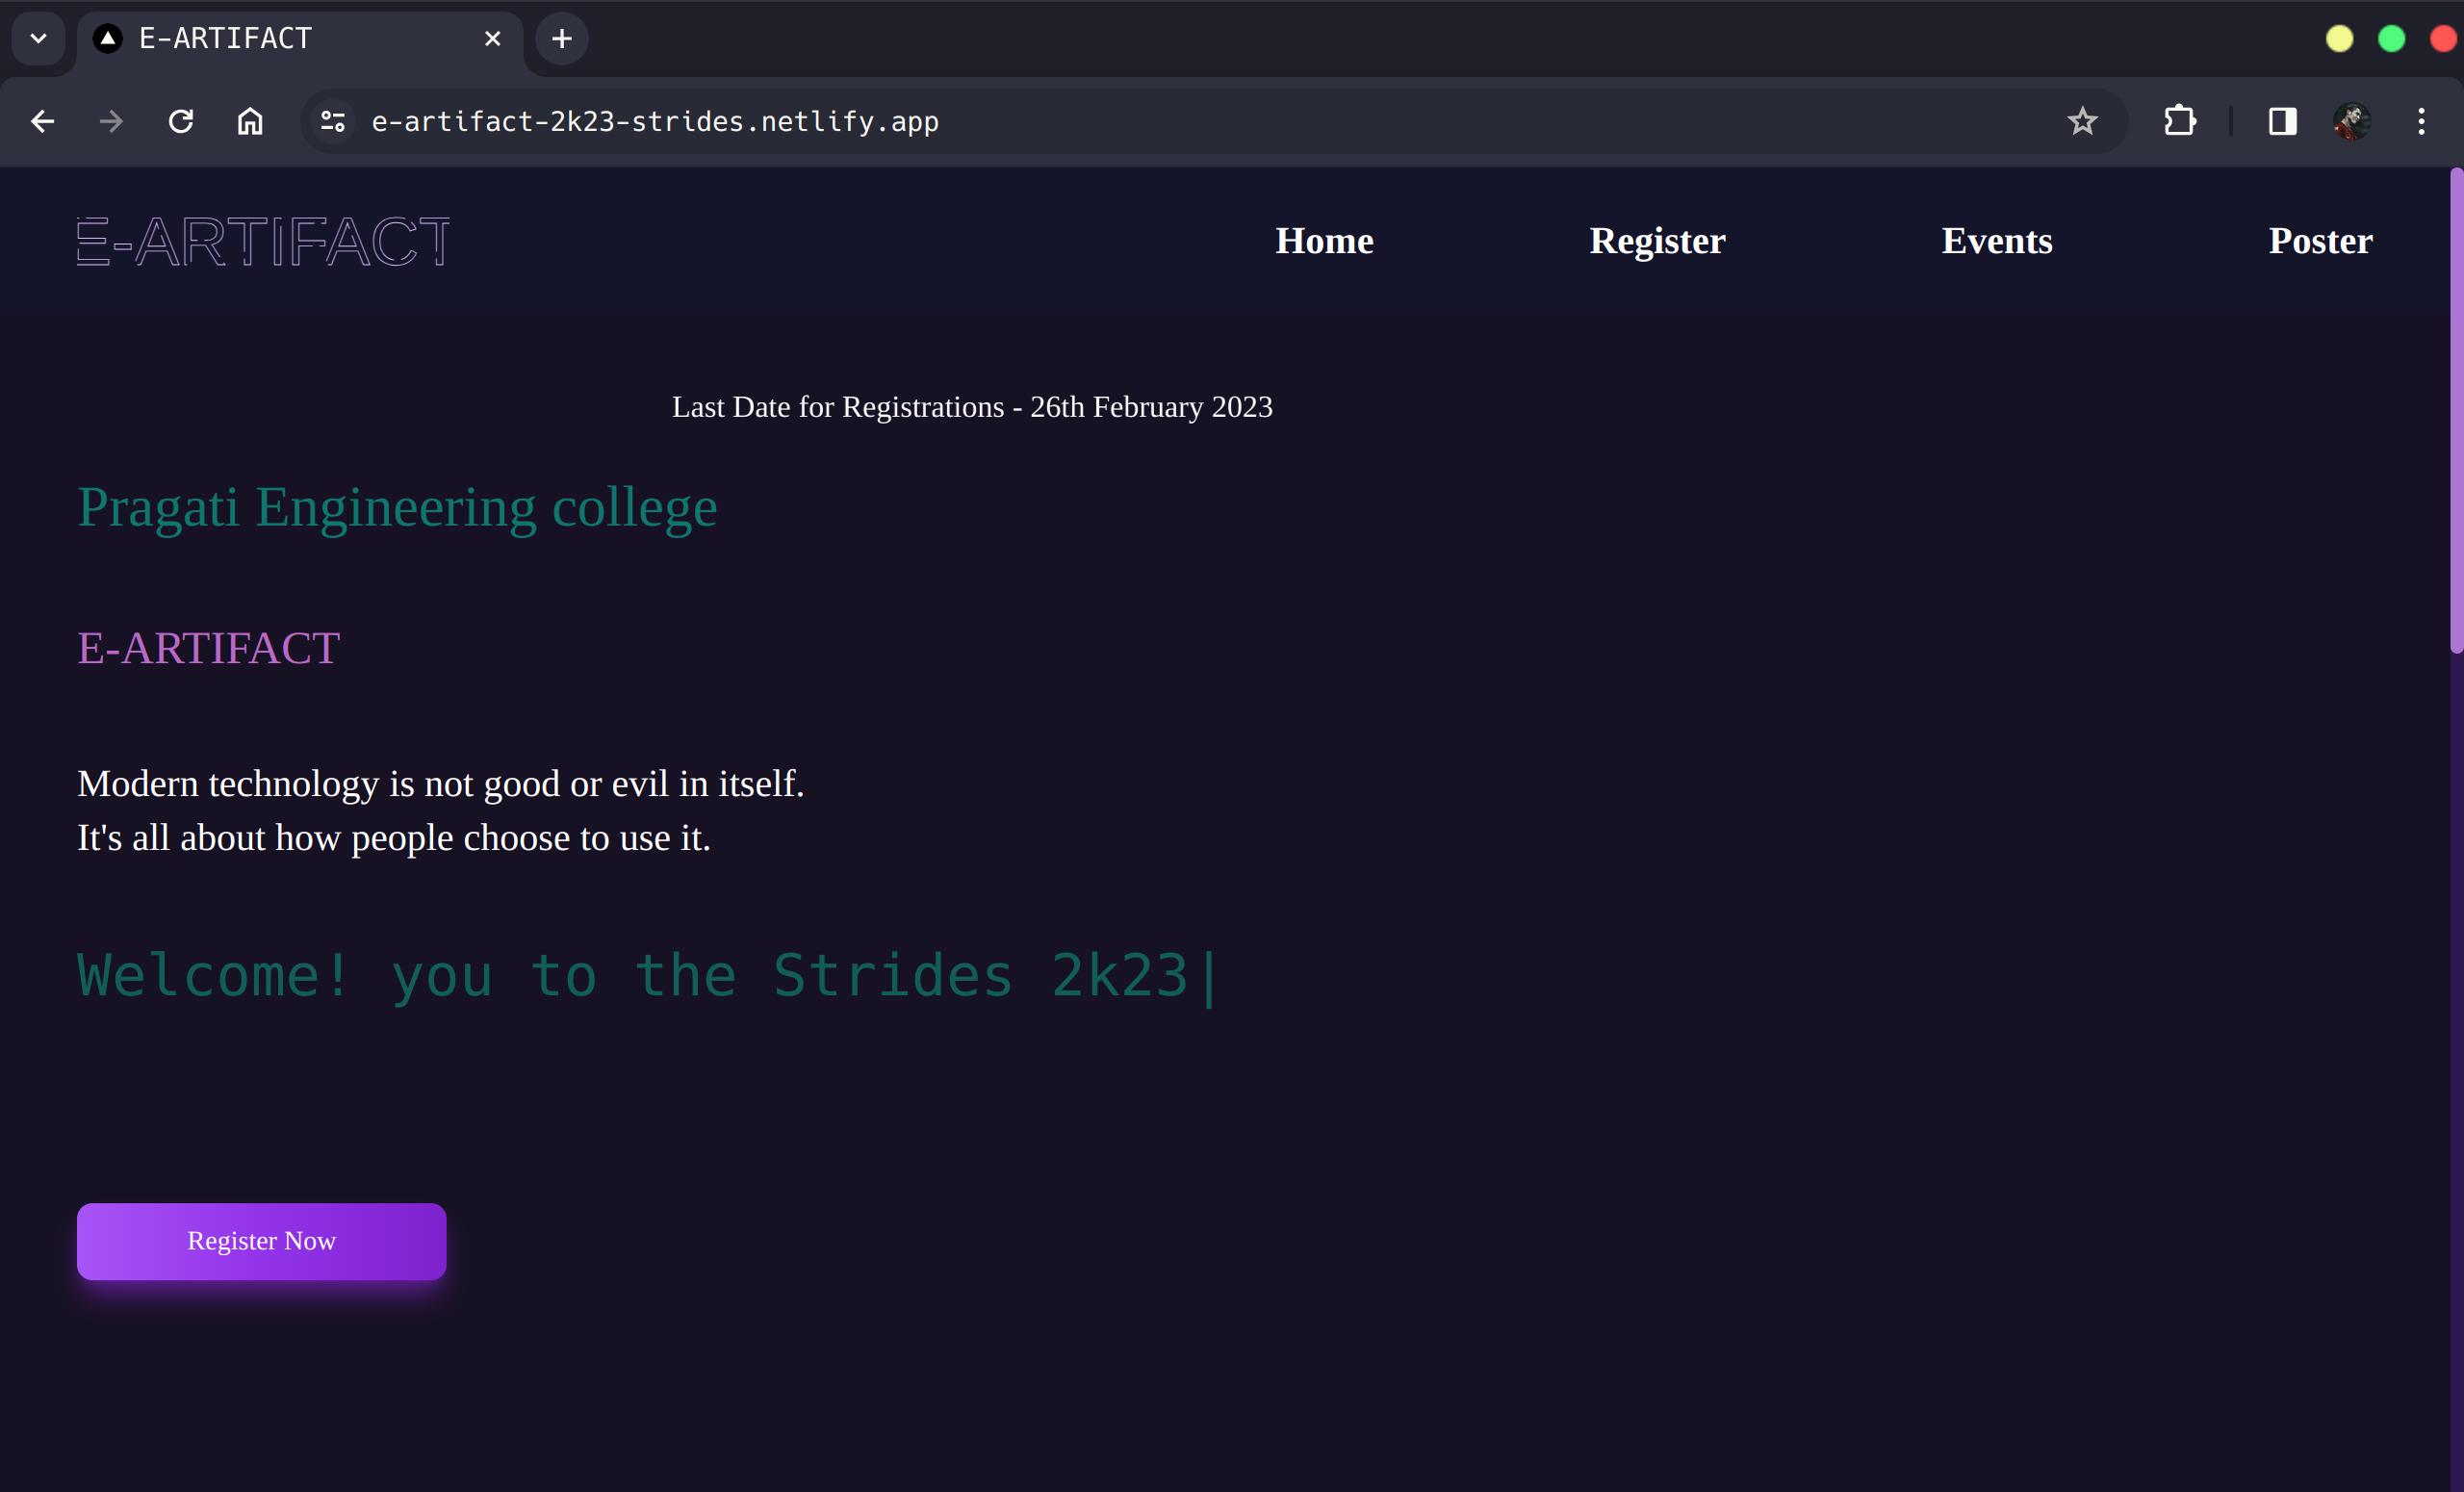 E-ARTIFACT
e-artifact-2k23-strides.netlify.app
E-ARTIFACT Home Register Events Poster
Last Date for Registrations - 26th February 2023
Pragati Engineering college
E-ARTIFACT
Modern technology is not good or evil in itself.
It's all about how people choose to use it.
Welcome! you to the Strides 2k23|
Register Now